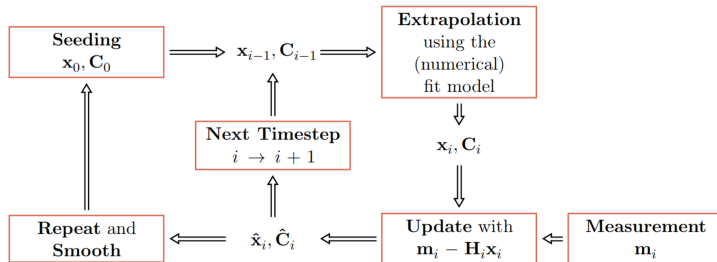 Seeding
x₀, C₀
xᵢ₋₁, Cᵢ₋₁
Extrapolation
using the
(numerical)
fit model
Next Timestep
i → i + 1
xᵢ, Cᵢ
Repeat and
Smooth
x̂ᵢ, Ĉᵢ
Update with
mᵢ − Hᵢxᵢ
Measurement
mᵢ